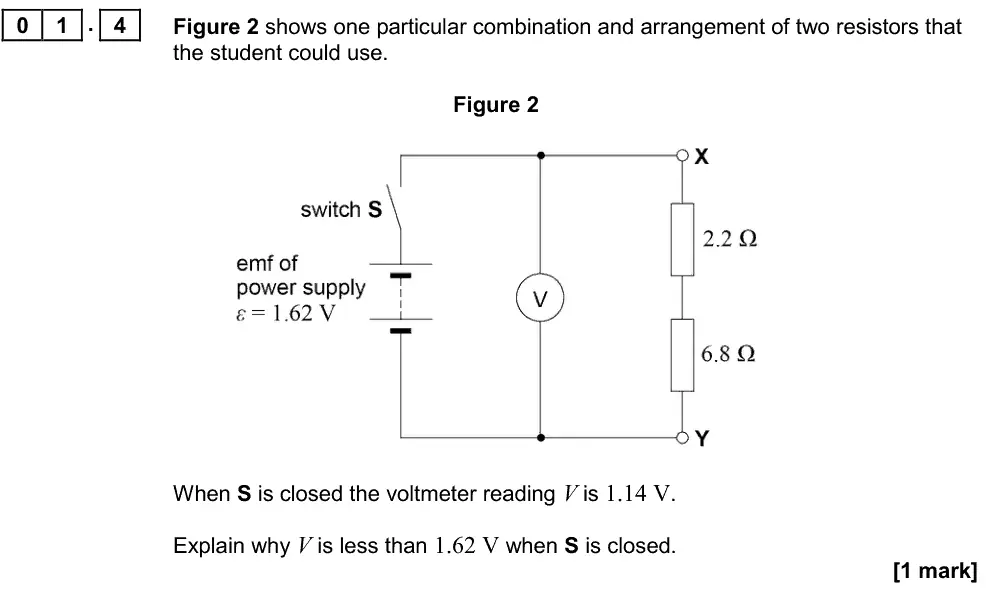 0 1 . 4 Figure 2 shows one particular combination and arrangement of two resistors that
the student could use.
Figure 2
X
switch S
2.2 Ω
emf of
power supply
ε = 1.62 V
V
6.8 Ω
Y
When S is closed the voltmeter reading V is 1.14 V.
Explain why V is less than 1.62 V when S is closed.
[1 mark]